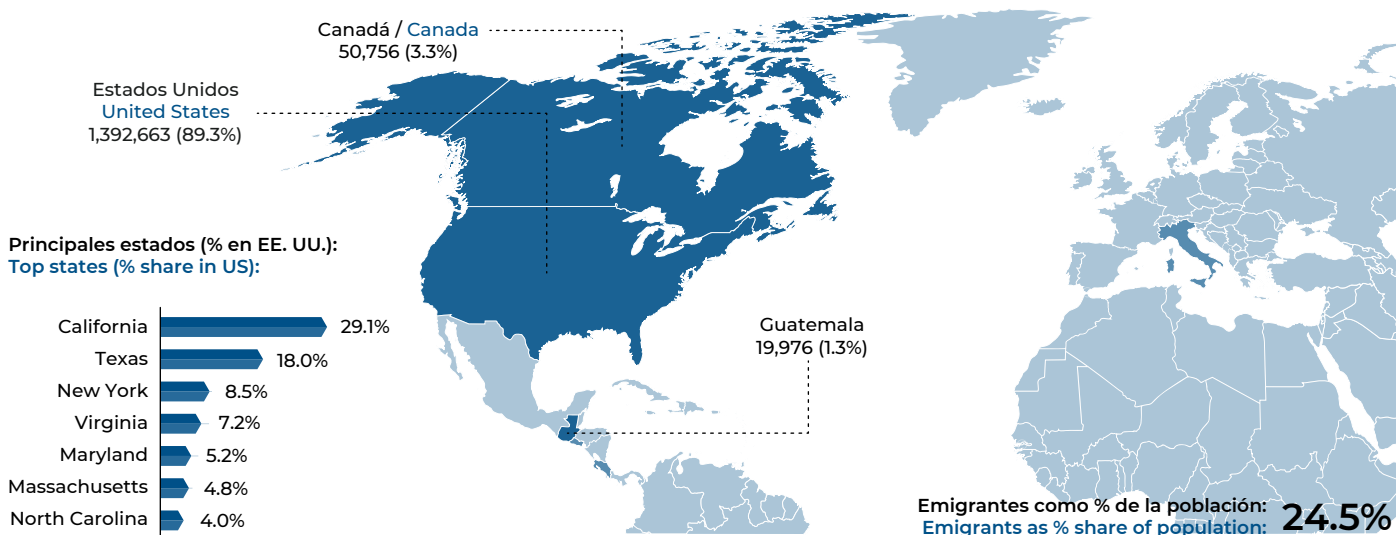 Canadá / Canada
50,756 (3.3%)
Estados Unidos
United States
1,392,663 (89.3%)
Principales estados (% en EE. UU.):
Top states (% share in US):
California 29.1%
Texas 18.0%
New York 8.5%
Virginia 7.2%
Maryland 5.2%
Massachusetts 4.8%
North Carolina 4.0%
Guatemala
19,976 (1.3%)
Emigrantes como % de la población:
Emigrants as % share of population:
24.5%